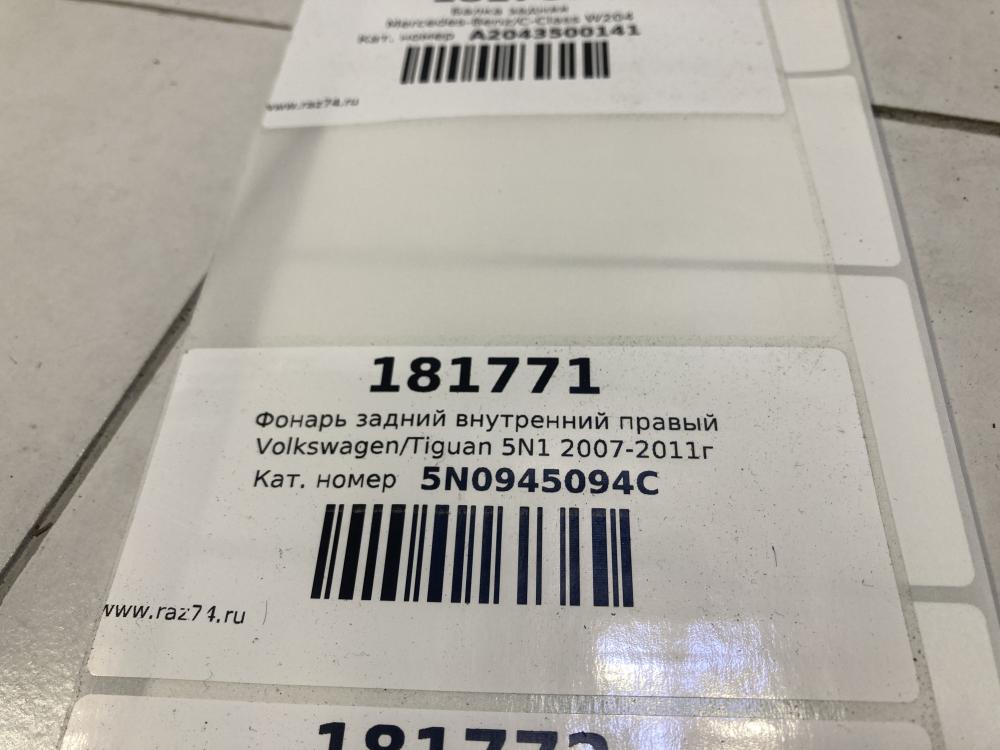 Балка задняя
Mercedes-Benz/C-Class W204
Кат. номер A2043500141
www.raz74.ru
181771
Фонарь задний внутренний правый
Volkswagen/Tiguan 5N1 2007-2011г
Кат. номер 5N0945094C
www.raz74.ru
181772